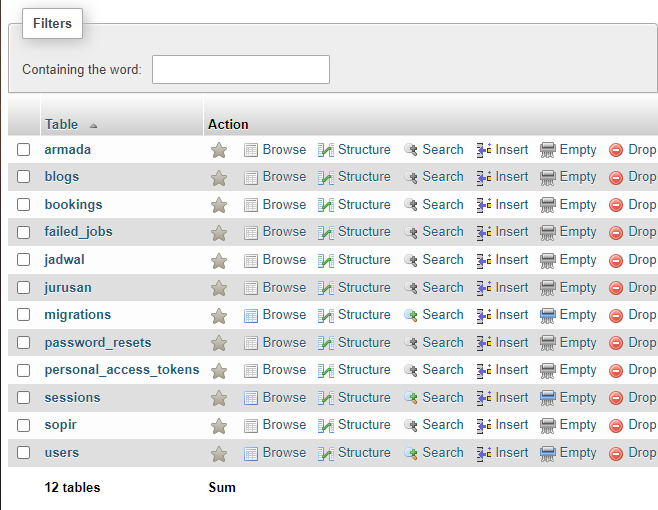 Filters
Containing the word:
Table Action
armada Browse Structure Search Insert Empty Drop
blogs Browse Structure Search Insert Empty Drop
bookings Browse Structure Search Insert Empty Drop
failed_jobs Browse Structure Search Insert Empty Drop
jadwal Browse Structure Search Insert Empty Drop
jurusan Browse Structure Search Insert Empty Drop
migrations Browse Structure Search Insert Empty Drop
password_resets Browse Structure Search Insert Empty Drop
personal_access_tokens Browse Structure Search Insert Empty Drop
sessions Browse Structure Search Insert Empty Drop
sopir Browse Structure Search Insert Empty Drop
users Browse Structure Search Insert Empty Drop
12 tables Sum